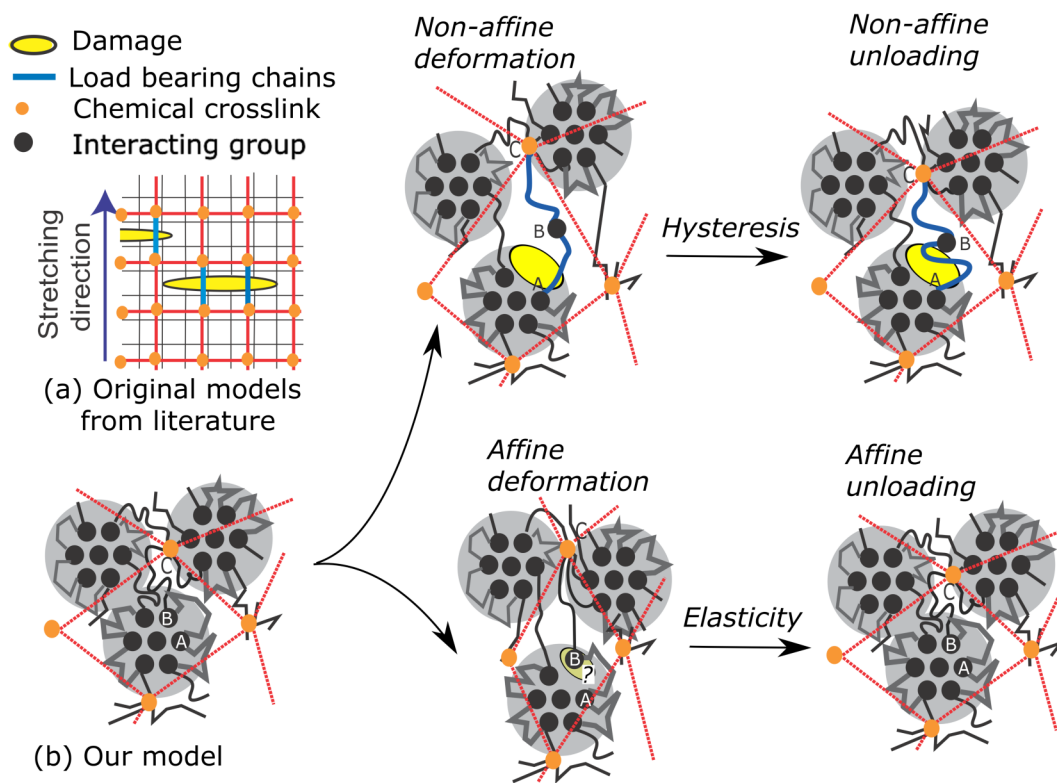 Damage
Load bearing chains
Chemical crosslink
Interacting group
Stretching
direction
(a) Original models
from literature
Non-affine
deformation
C
B
A
Hysteresis
Non-affine
unloading
C
B
A
C
B
A
(b) Our model
Affine
deformation
C
B
?
A
Elasticity
Affine
unloading
C
B
A